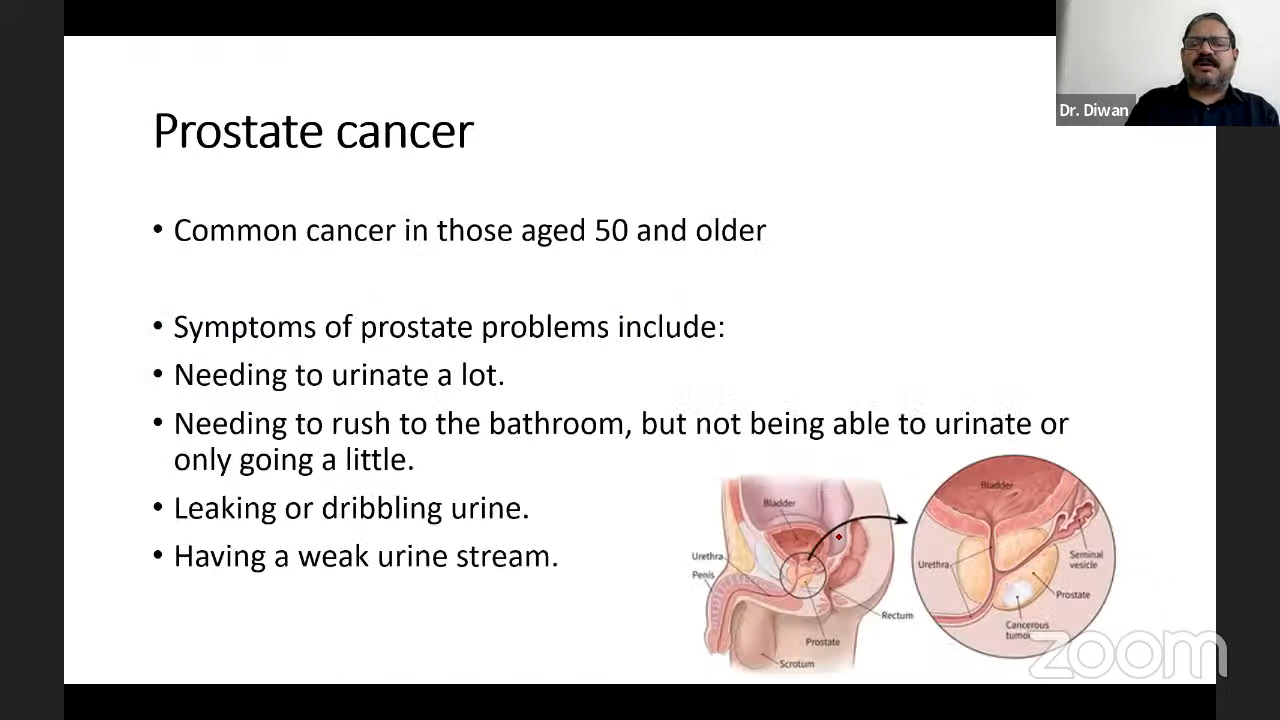 Dr. Diwan
Prostate cancer
• Common cancer in those aged 50 and older
• Symptoms of prostate problems include:
• Needing to urinate a lot.
• Needing to rush to the bathroom, but not being able to urinate or
only going a little.
• Leaking or dribbling urine.
• Having a weak urine stream.
Bladder
Urethra
Penis
Rectum
Prostate
Scrotum
Bladder
Urethra
Seminal
vesicle
Prostate
Cancerous
tumor
zoom